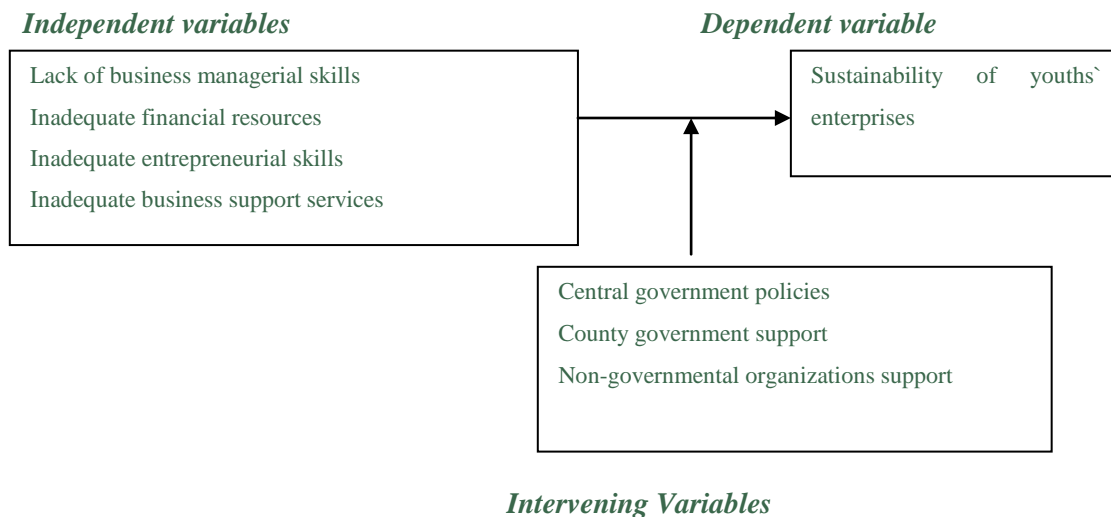 Independent variables
Dependent variable
Lack of business managerial skills
Inadequate financial resources
Inadequate entrepreneurial skills
Inadequate business support services
Sustainability of youths`
enterprises
Central government policies
County government support
Non-governmental organizations support
Intervening Variables